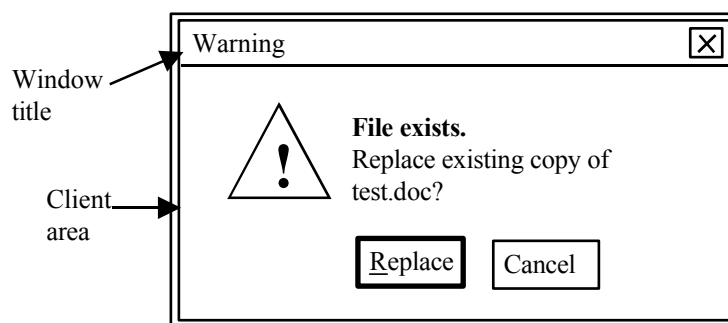 Warning
Window
title
File exists.
Replace existing copy of
test.doc?
!
Client
area
Replace
Cancel